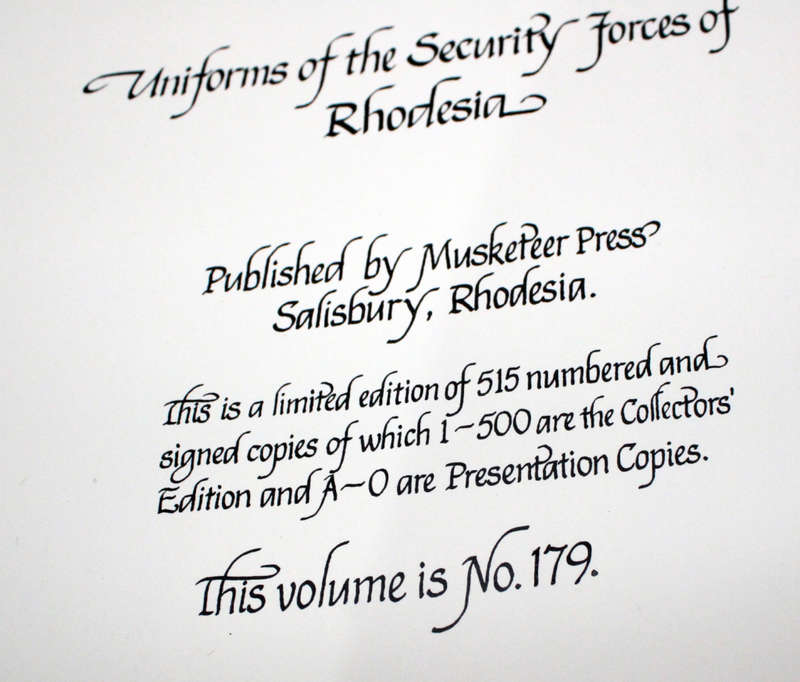 Uniforms of the Security Forces of
Rhodesia
Published by Musketeer Press
Salisbury, Rhodesia.
This is a limited edition of 515 numbered and
signed copies of which 1~500 are the Collectors'
Edition and A~O are Presentation Copies.
This volume is No. 179.